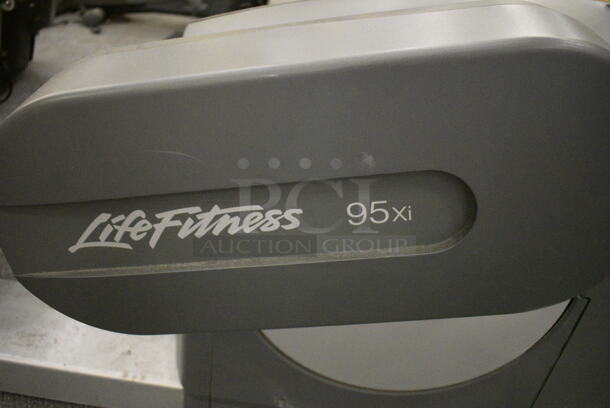 PCI
LifeFitness 95xi
AUCTION GROUP